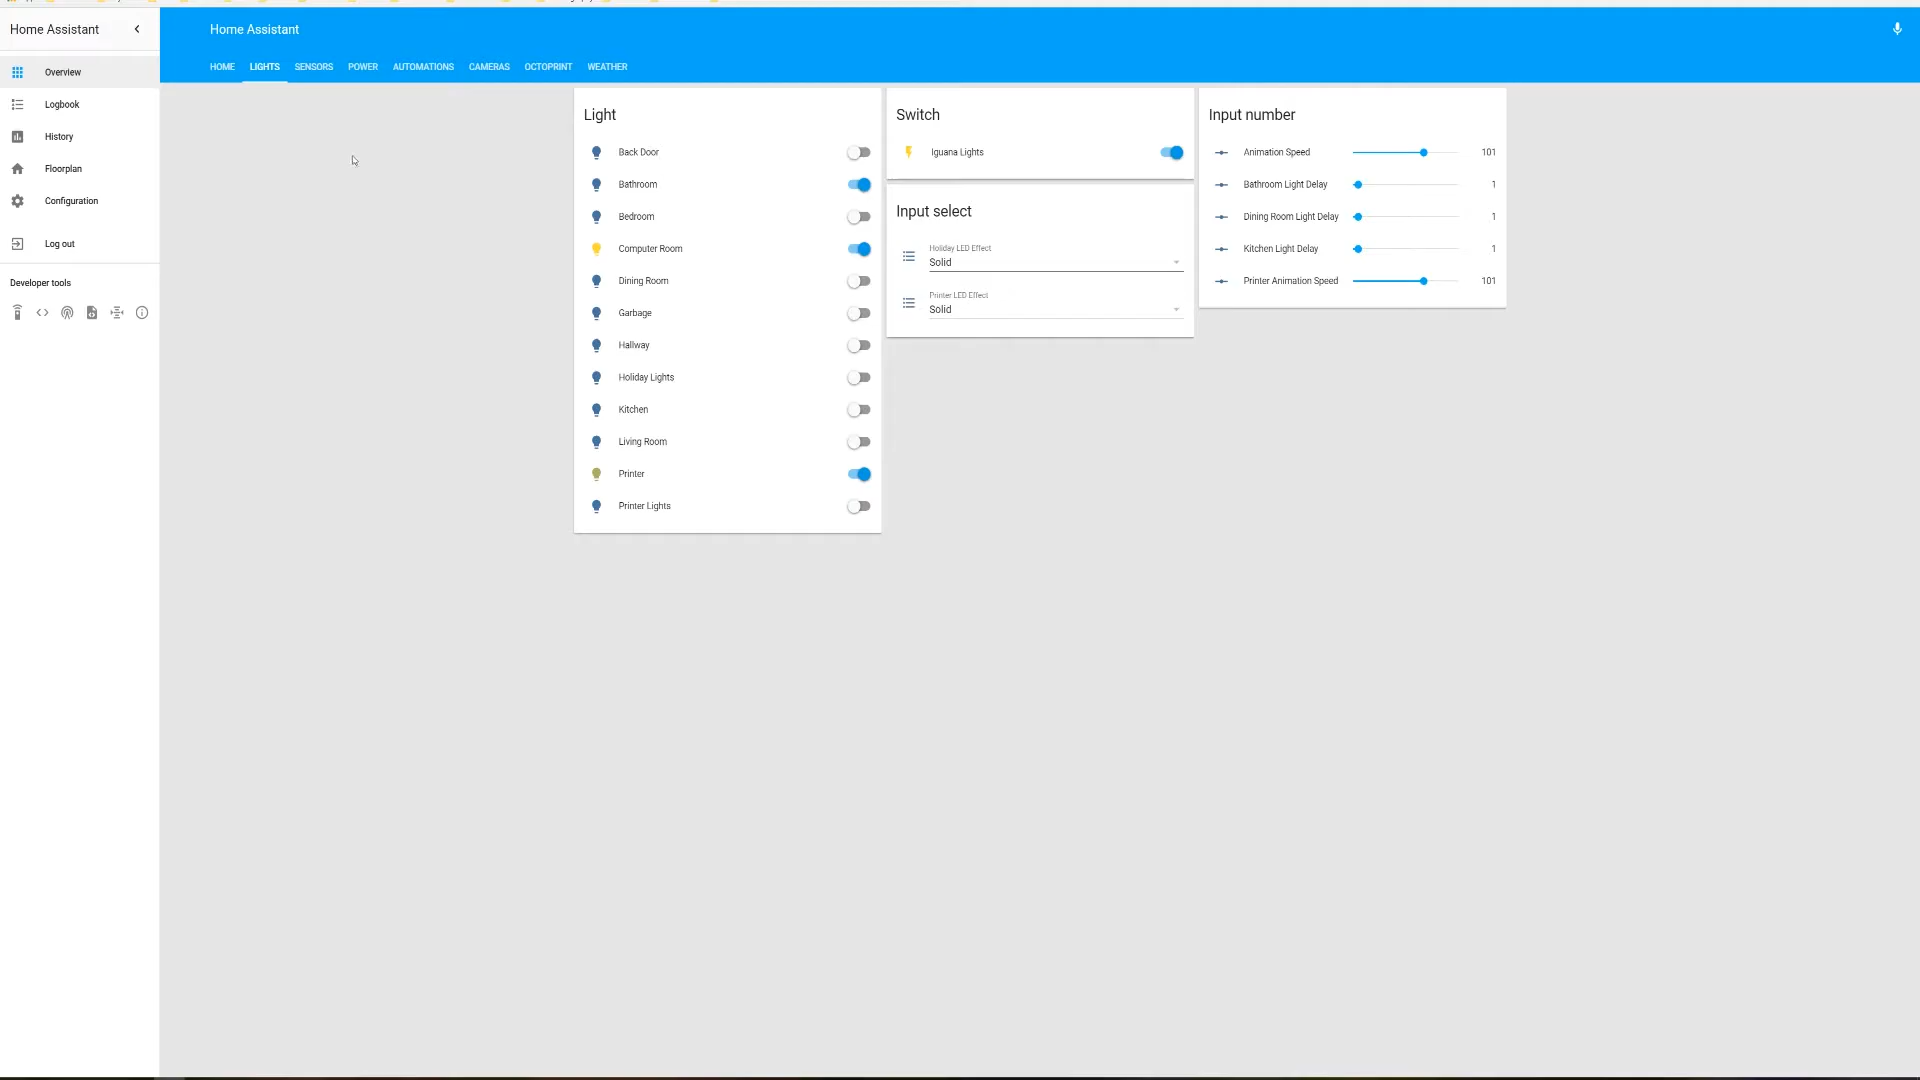 Home Assistant
Overview
Logbook
History
Floorplan
Configuration
Log out
Developer tools
Home Assistant
HOME LIGHTS SENSORS POWER AUTOMATIONS CAMERAS OCTOPRINT WEATHER
Light
Back Door
Bathroom
Bedroom
Computer Room
Dining Room
Garbage
Hallway
Holiday Lights
Kitchen
Living Room
Printer
Printer Lights
Switch
Iguana Lights
Input select
Holiday LED Effect
Solid
Printer LED Effect
Solid
Input number
Animation Speed 101
Bathroom Light Delay 1
Dining Room Light Delay 1
Kitchen Light Delay 1
Printer Animation Speed 101